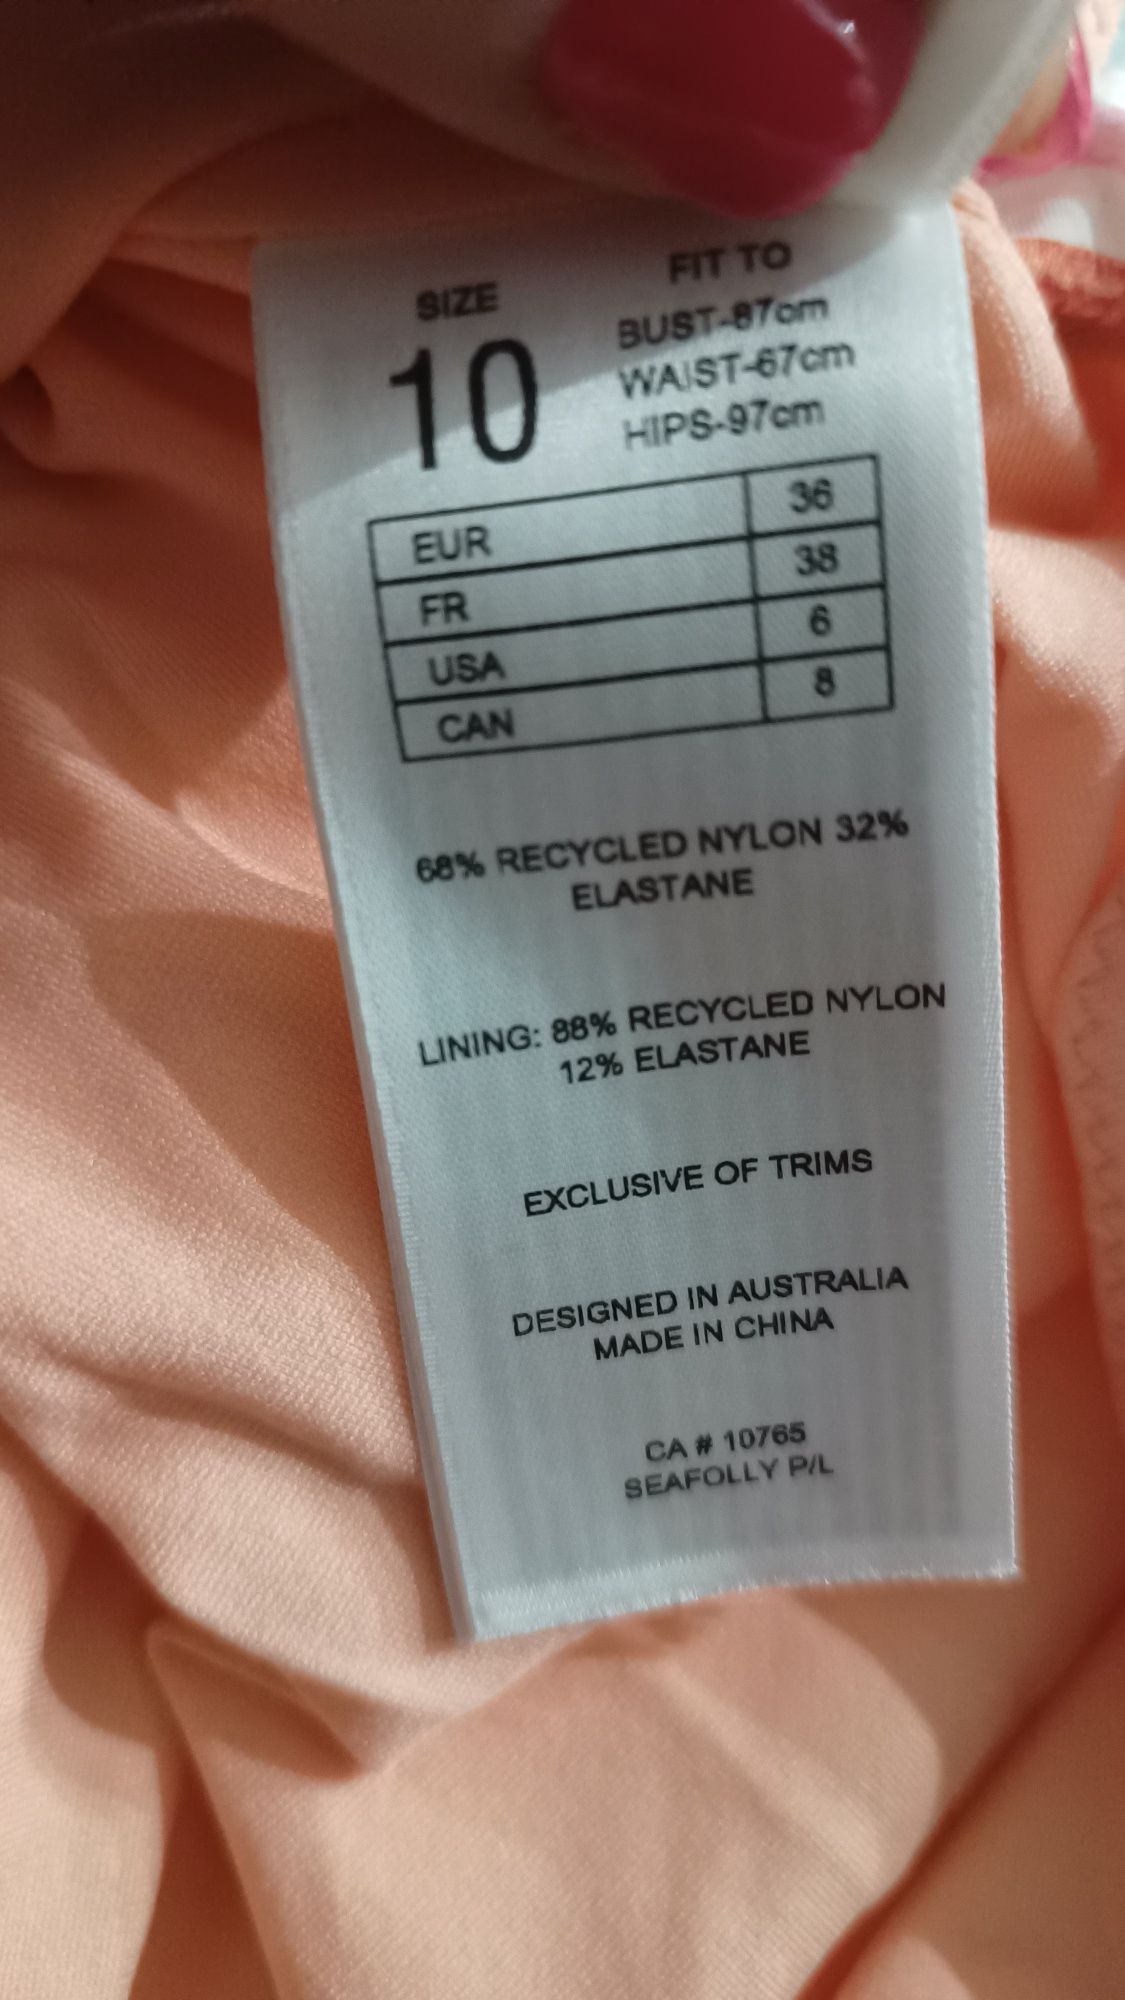 SIZE
10
FIT TO
BUST-87cm
WAIST-67cm
HIPS-97cm
EUR 36
FR 38
USA 6
CAN 8
68% RECYCLED NYLON 32%
ELASTANE
LINING: 88% RECYCLED NYLON
12% ELASTANE
EXCLUSIVE OF TRIMS
DESIGNED IN AUSTRALIA
MADE IN CHINA
CA # 10765
SEAFOLLY P/L